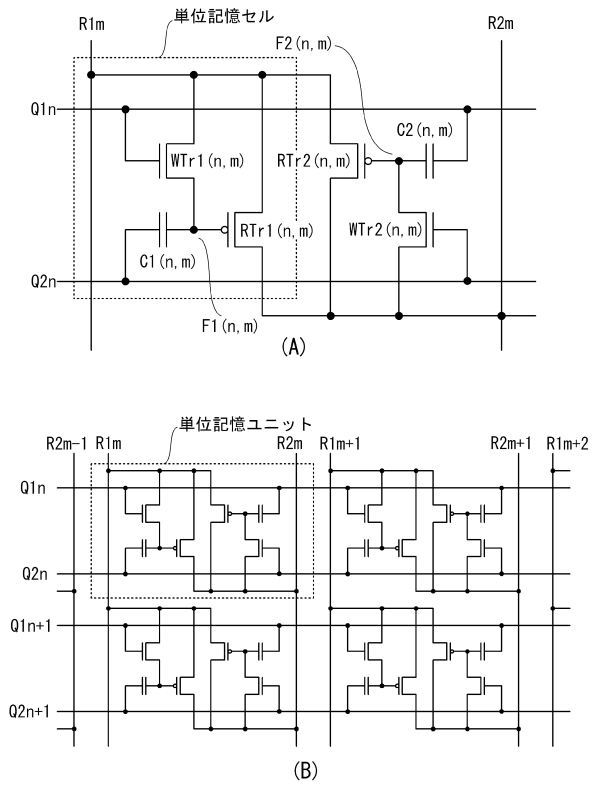 単位記憶セル
R1m
R2m
F2(n,m)
Q1n
C2(n,m)
WTr1(n,m)
RTr2(n,m)
RTr1(n,m)
WTr2(n,m)
C1(n,m)
Q2n
F1(n,m)
(A)
単位記憶ユニット
R2m-1 R1m R2m R1m+1 R2m+1 R1m+2
Q1n
Q2n
Q1n+1
Q2n+1
(B)